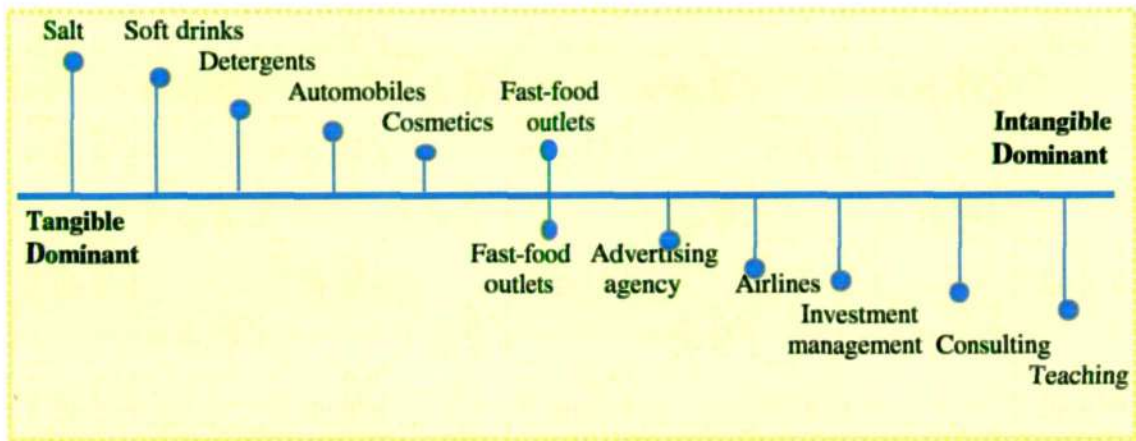 Salt
Soft drinks
Detergents
Automobiles
Cosmetics
Fast-food
outlets
Intangible
Dominant
Tangible
Dominant
Fast-food
outlets
Advertising
agency
Airlines
Investment
management
Consulting
Teaching